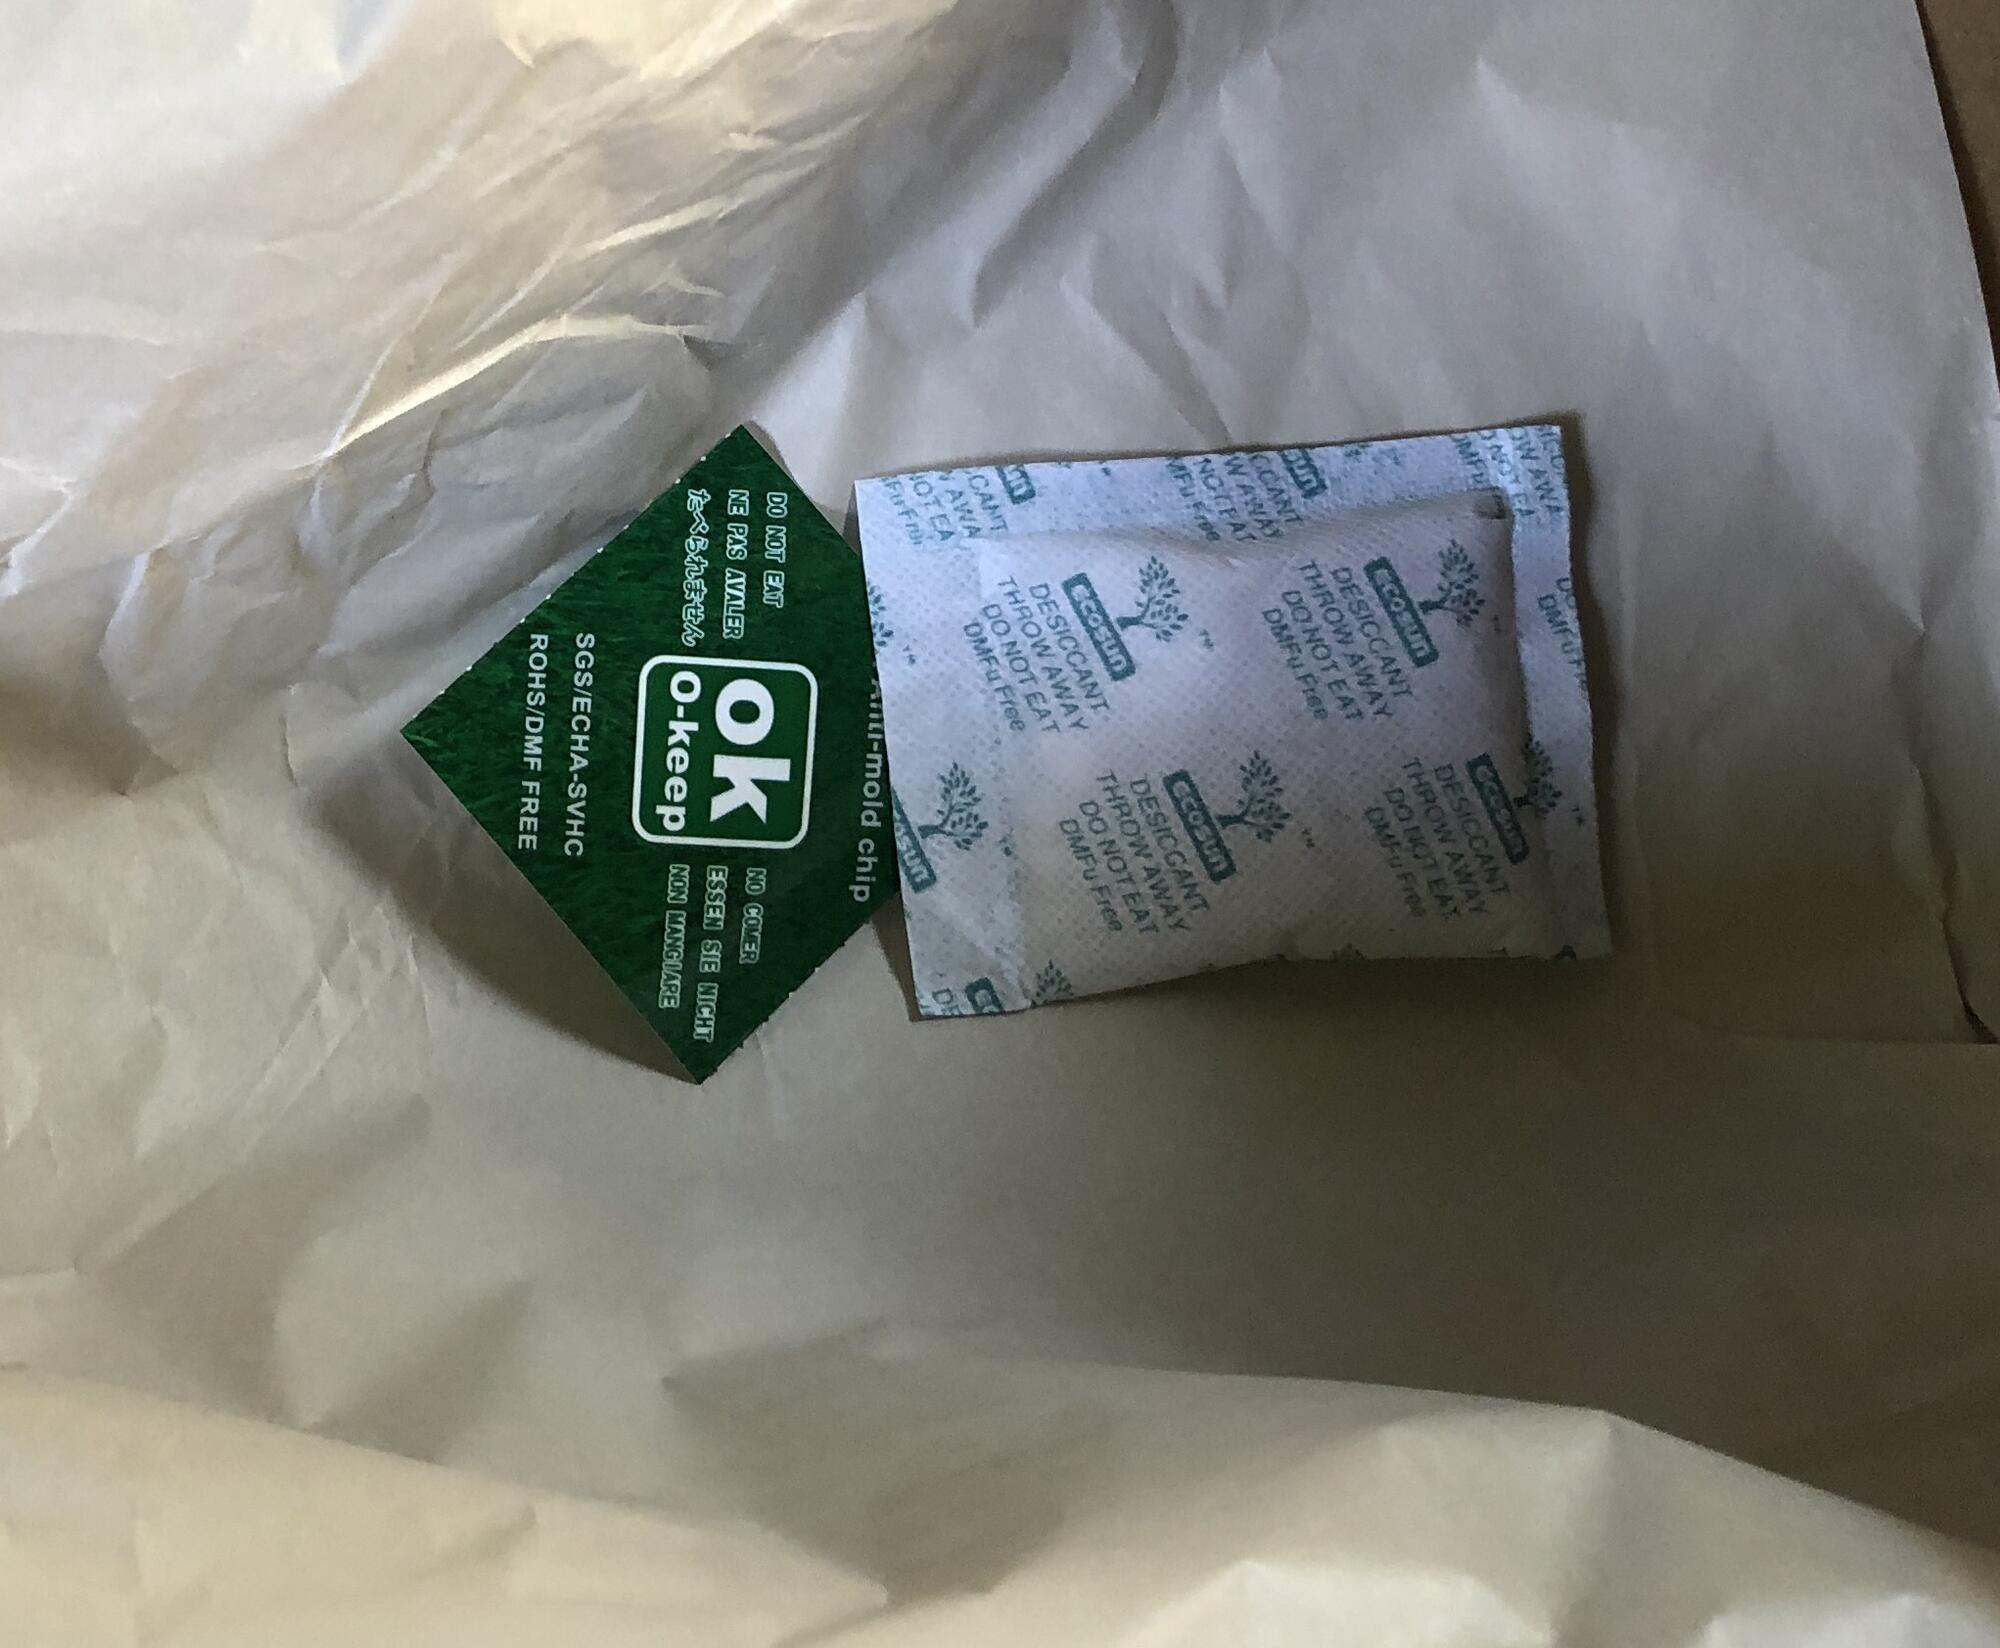 Anti-mold chip
DO NOT EAT
NE PAS AVALER
たべられません
ok
o-keep
NO COMER
ESSEN SIE NICHT
NON MANGIARE
SGS/ECHA-SVHC
ROHS/DMF FREE
ecosun
DESICCANT
THROW AWAY
DO NOT EAT
DMFu Free
ecosun
DESICCANT
THROW AWAY
DO NOT EAT
DMFu Free
ecosun
DESICCANT
THROW AWAY
DO NOT EAT
DMFu Free
ecosun
DESICCANT
THROW AWAY
DO NOT EAT
DMFu Free